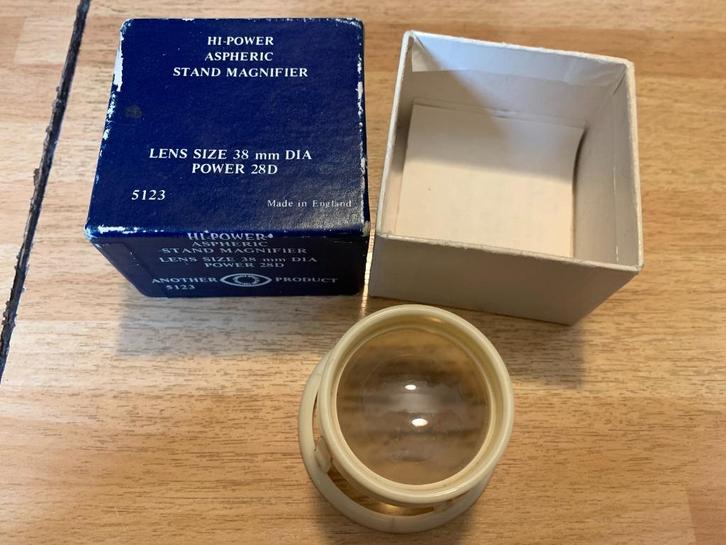 HI-POWER
ASPHERIC
STAND MAGNIFIER
LENS SIZE 38 mm DIA
POWER 28D
5123
Made in England
HI-POWER
ASPHERIC
STAND MAGNIFIER
LENS SIZE 38 mm DIA
POWER 28D
ANOTHER PRODUCT
5123